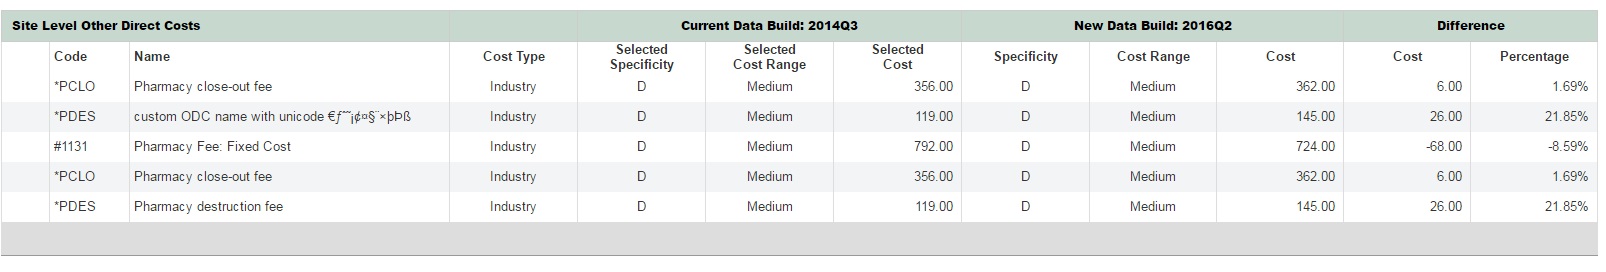 Site Level Other Direct Costs Current Data Build: 2014Q3 New Data Build: 2016Q2 Difference
Code Name Cost Type Selected Specificity Selected Cost Range Selected Cost Specificity Cost Range Cost Cost Percentage
*PCLO Pharmacy close-out fee Industry D Medium 356.00 D Medium 362.00 6.00 1.69%
*PDES custom ODC name with unicode €ƒ˜¨¡¢¤§¨×þÞß Industry D Medium 119.00 D Medium 145.00 26.00 21.85%
#1131 Pharmacy Fee: Fixed Cost Industry D Medium 792.00 D Medium 724.00 -68.00 -8.59%
*PCLO Pharmacy close-out fee Industry D Medium 356.00 D Medium 362.00 6.00 1.69%
*PDES Pharmacy destruction fee Industry D Medium 119.00 D Medium 145.00 26.00 21.85%